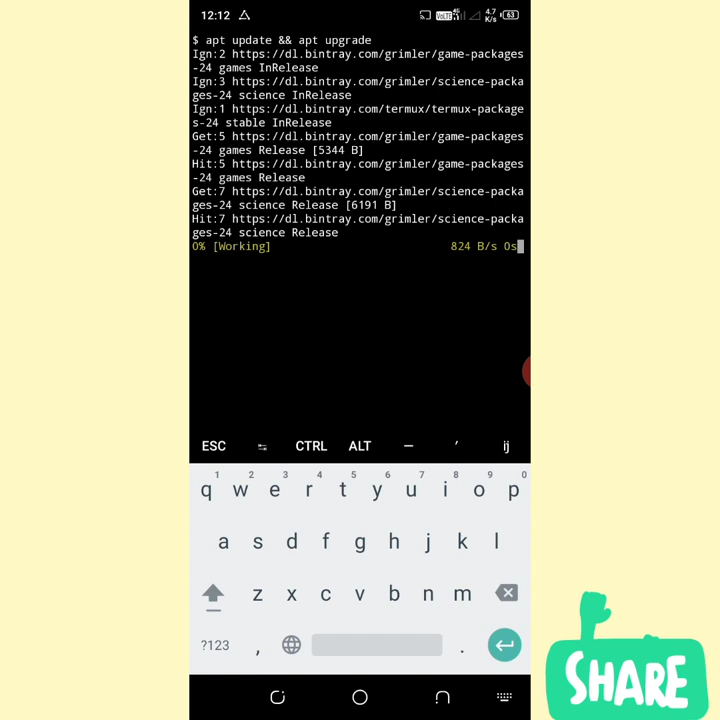 12:12
VoLTE 4G 4.7 K/s 63
$ apt update && apt upgrade
Ign:2 https://dl.bintray.com/grimler/game-packages
-24 games InRelease
Ign:3 https://dl.bintray.com/grimler/science-packa
ges-24 science InRelease
Ign:1 https://dl.bintray.com/termux/termux-package
s-24 stable InRelease
Get:5 https://dl.bintray.com/grimler/game-packages
-24 games Release [5344 B]
Hit:5 https://dl.bintray.com/grimler/game-packages
-24 games Release
Get:7 https://dl.bintray.com/grimler/science-packa
ges-24 science Release [6191 B]
Hit:7 https://dl.bintray.com/grimler/science-packa
ges-24 science Release
0% [Working] 824 B/s 0s
ESC CTRL ALT — ′ ij
1 2 3 4 5 6 7 8 9 0
q w e r t y u i o p
a s d f g h j k l
z x c v b n m
?123 , .
SHARE